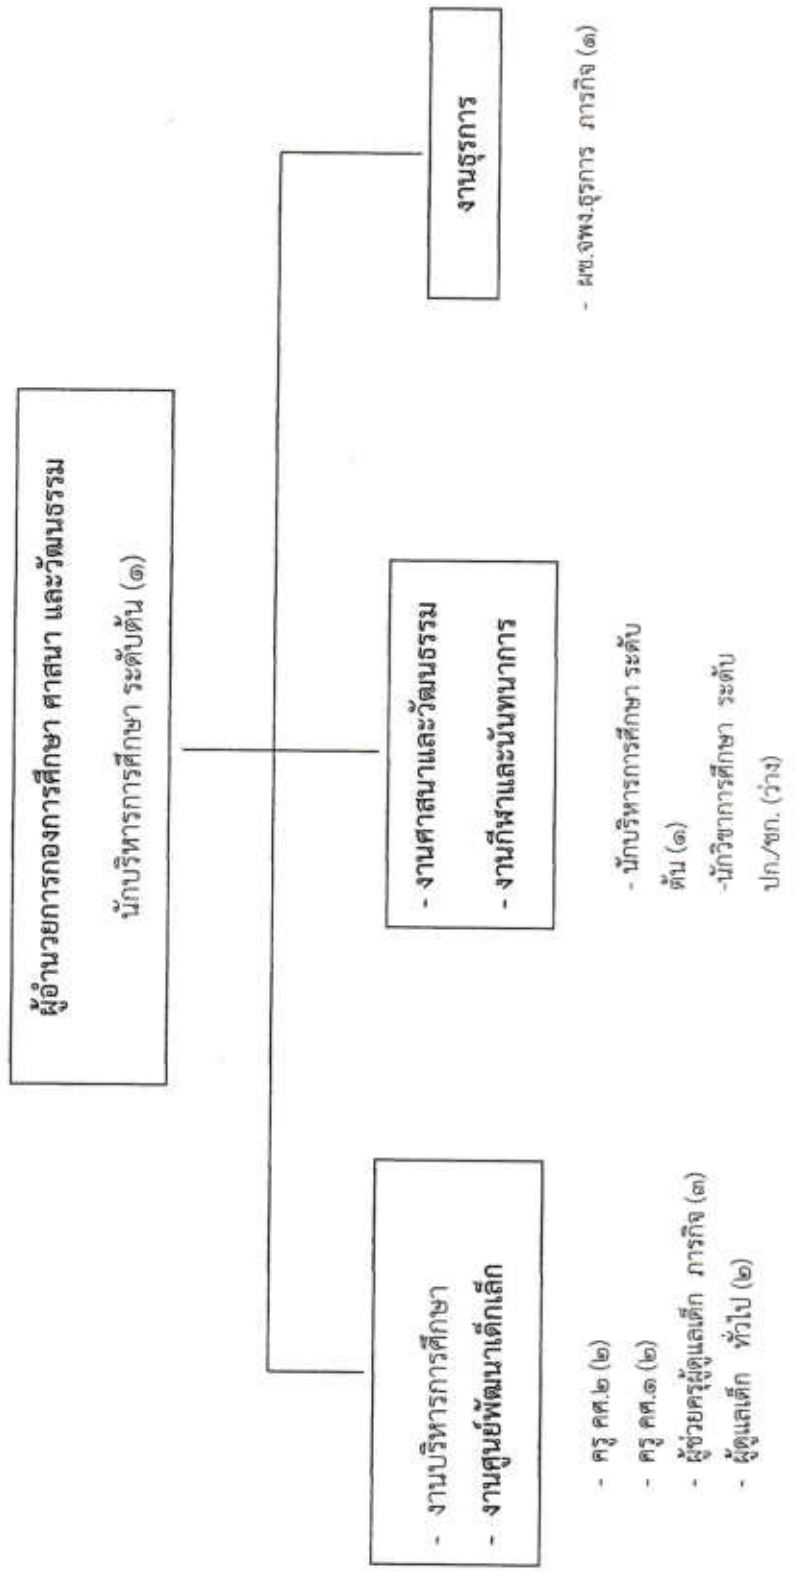 ผู้อำนวยการกองการศึกษา ศาสนา และวัฒนธรรม
นักบริหารการศึกษา ระดับต้น (๑)
- งานบริหารการศึกษา
- งานศูนย์พัฒนาเด็กเล็ก
- ครู คศ.๒ (๒)
- ครู คศ.๑ (๒)
- ผู้ช่วยครูผู้ดูแลเด็ก ภารกิจ (๓)
- ผู้ดูแลเด็ก ทั่วไป (๒)
- งานศาสนาและวัฒนธรรม
- งานกีฬาและนันทนาการ
- นักบริหารการศึกษา ระดับ
ต้น (๑)
-นักวิชาการศึกษา ระดับ
ปก./ชก. (ว่าง)
งานธุรการ
- ผช.จพง.ธุรการ ภารกิจ (๑)